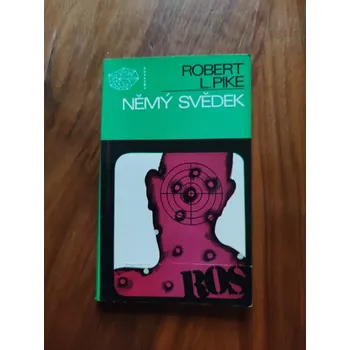 ROBERT
L.PIKE
NĚMÝ SVĚDEK
ROS